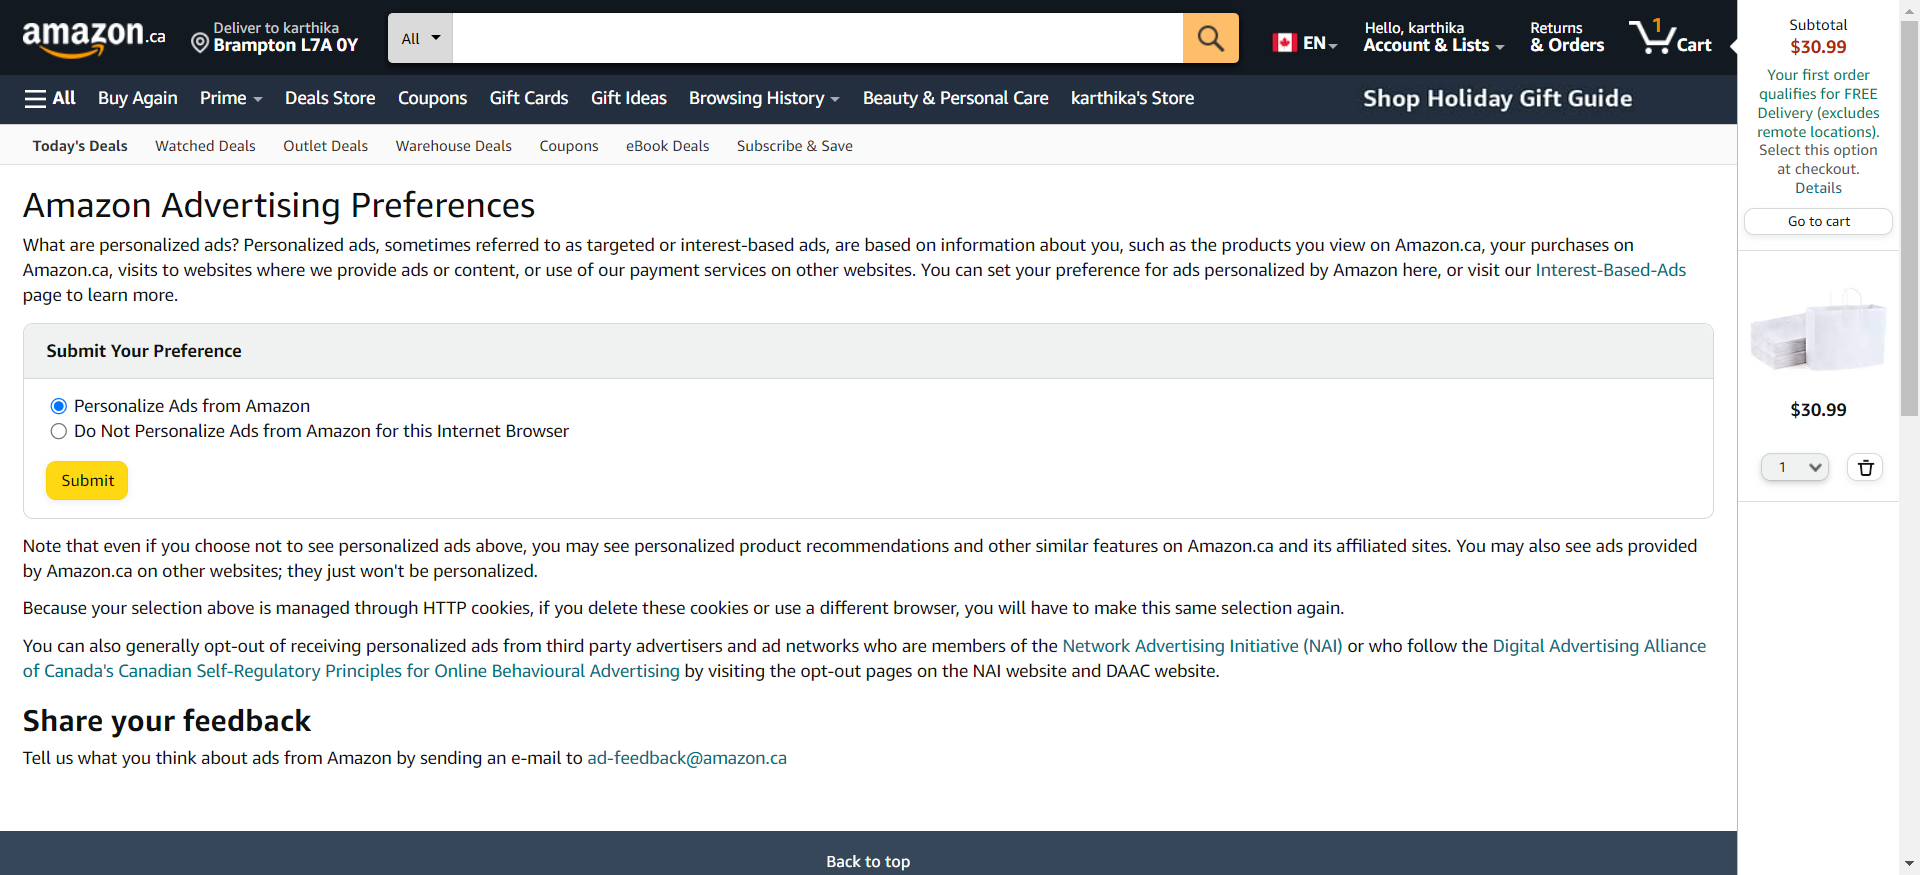 amazon.ca
Deliver to karthika
Brampton L7A 0Y
All
EN
Hello, karthika
Account & Lists
Returns
& Orders
1
Cart
All
Buy Again
Prime
Deals Store
Coupons
Gift Cards
Gift Ideas
Browsing History
Beauty & Personal Care
karthika's Store
Shop Holiday Gift Guide
Today's Deals
Watched Deals
Outlet Deals
Warehouse Deals
Coupons
eBook Deals
Subscribe & Save
Amazon Advertising Preferences
What are personalized ads? Personalized ads, sometimes referred to as targeted or interest-based ads, are based on information about you, such as the products you view on Amazon.ca, your purchases on
Amazon.ca, visits to websites where we provide ads or content, or use of our payment services on other websites. You can set your preference for ads personalized by Amazon here, or visit our Interest-Based-Ads
page to learn more.
Submit Your Preference
Personalize Ads from Amazon
Do Not Personalize Ads from Amazon for this Internet Browser
Submit
Note that even if you choose not to see personalized ads above, you may see personalized product recommendations and other similar features on Amazon.ca and its affiliated sites. You may also see ads provided
by Amazon.ca on other websites; they just won't be personalized.
Because your selection above is managed through HTTP cookies, if you delete these cookies or use a different browser, you will have to make this same selection again.
You can also generally opt-out of receiving personalized ads from third party advertisers and ad networks who are members of the Network Advertising Initiative (NAI) or who follow the Digital Advertising Alliance
of Canada's Canadian Self-Regulatory Principles for Online Behavioural Advertising by visiting the opt-out pages on the NAI website and DAAC website.
Share your feedback
Tell us what you think about ads from Amazon by sending an e-mail to ad-feedback@amazon.ca
Back to top
Subtotal
$30.99
Your first order
qualifies for FREE
Delivery (excludes
remote locations).
Select this option
at checkout.
Details
Go to cart
$30.99
1